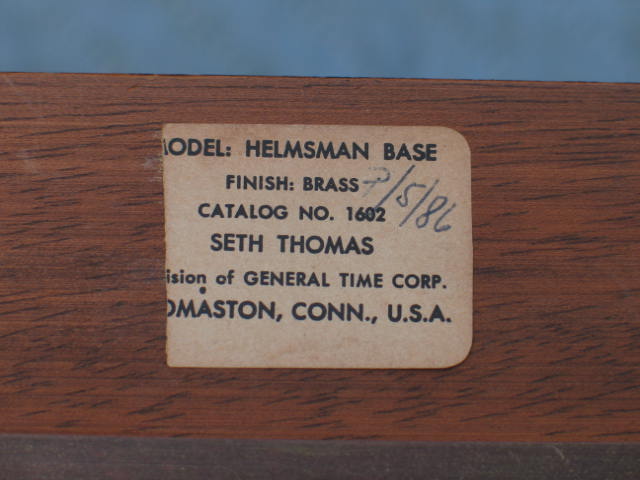 ODEL: HELMSMAN BASE
FINISH: BRASS
7/5/86
CATALOG NO. 1602
SETH THOMAS
ision of GENERAL TIME CORP.
OMASTON, CONN., U.S.A.